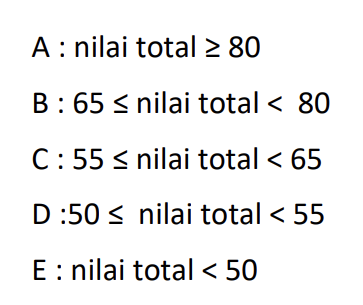 A : nilai total ≥ 80
B : 65 ≤ nilai total <  80
C : 55 ≤ nilai total < 65
D :50 ≤  nilai total < 55
E : nilai total < 50